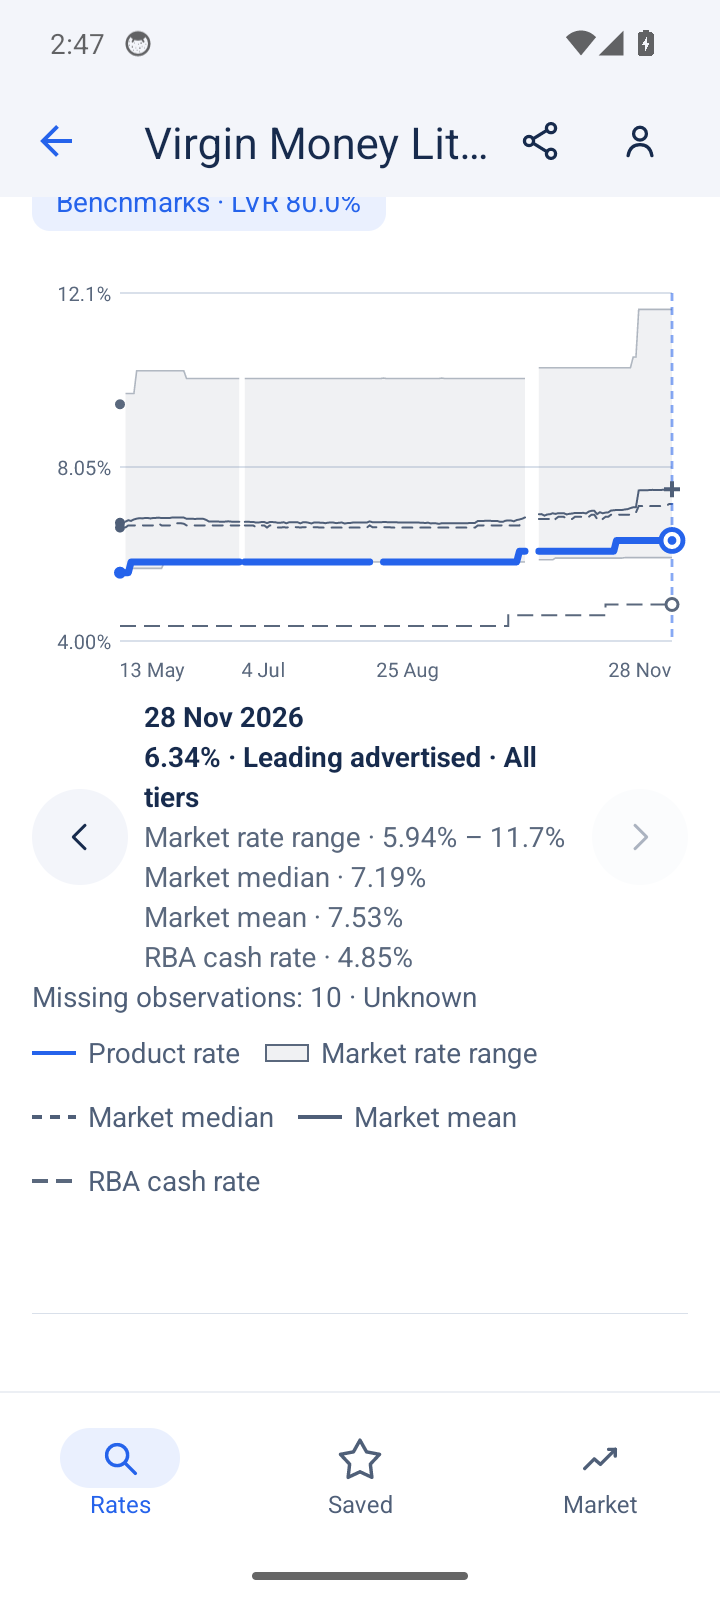 2:47
Virgin Money Lit...
Benchmarks · LVR 80.0%
12.1%
8.05%
4.00%
13 May 4 Jul 25 Aug 28 Nov
28 Nov 2026
6.34% · Leading advertised · All
tiers
Market rate range · 5.94% – 11.7%
Market median · 7.19%
Market mean · 7.53%
RBA cash rate · 4.85%
Missing observations: 10 · Unknown
Product rate Market rate range
Market median Market mean
RBA cash rate
Rates Saved Market